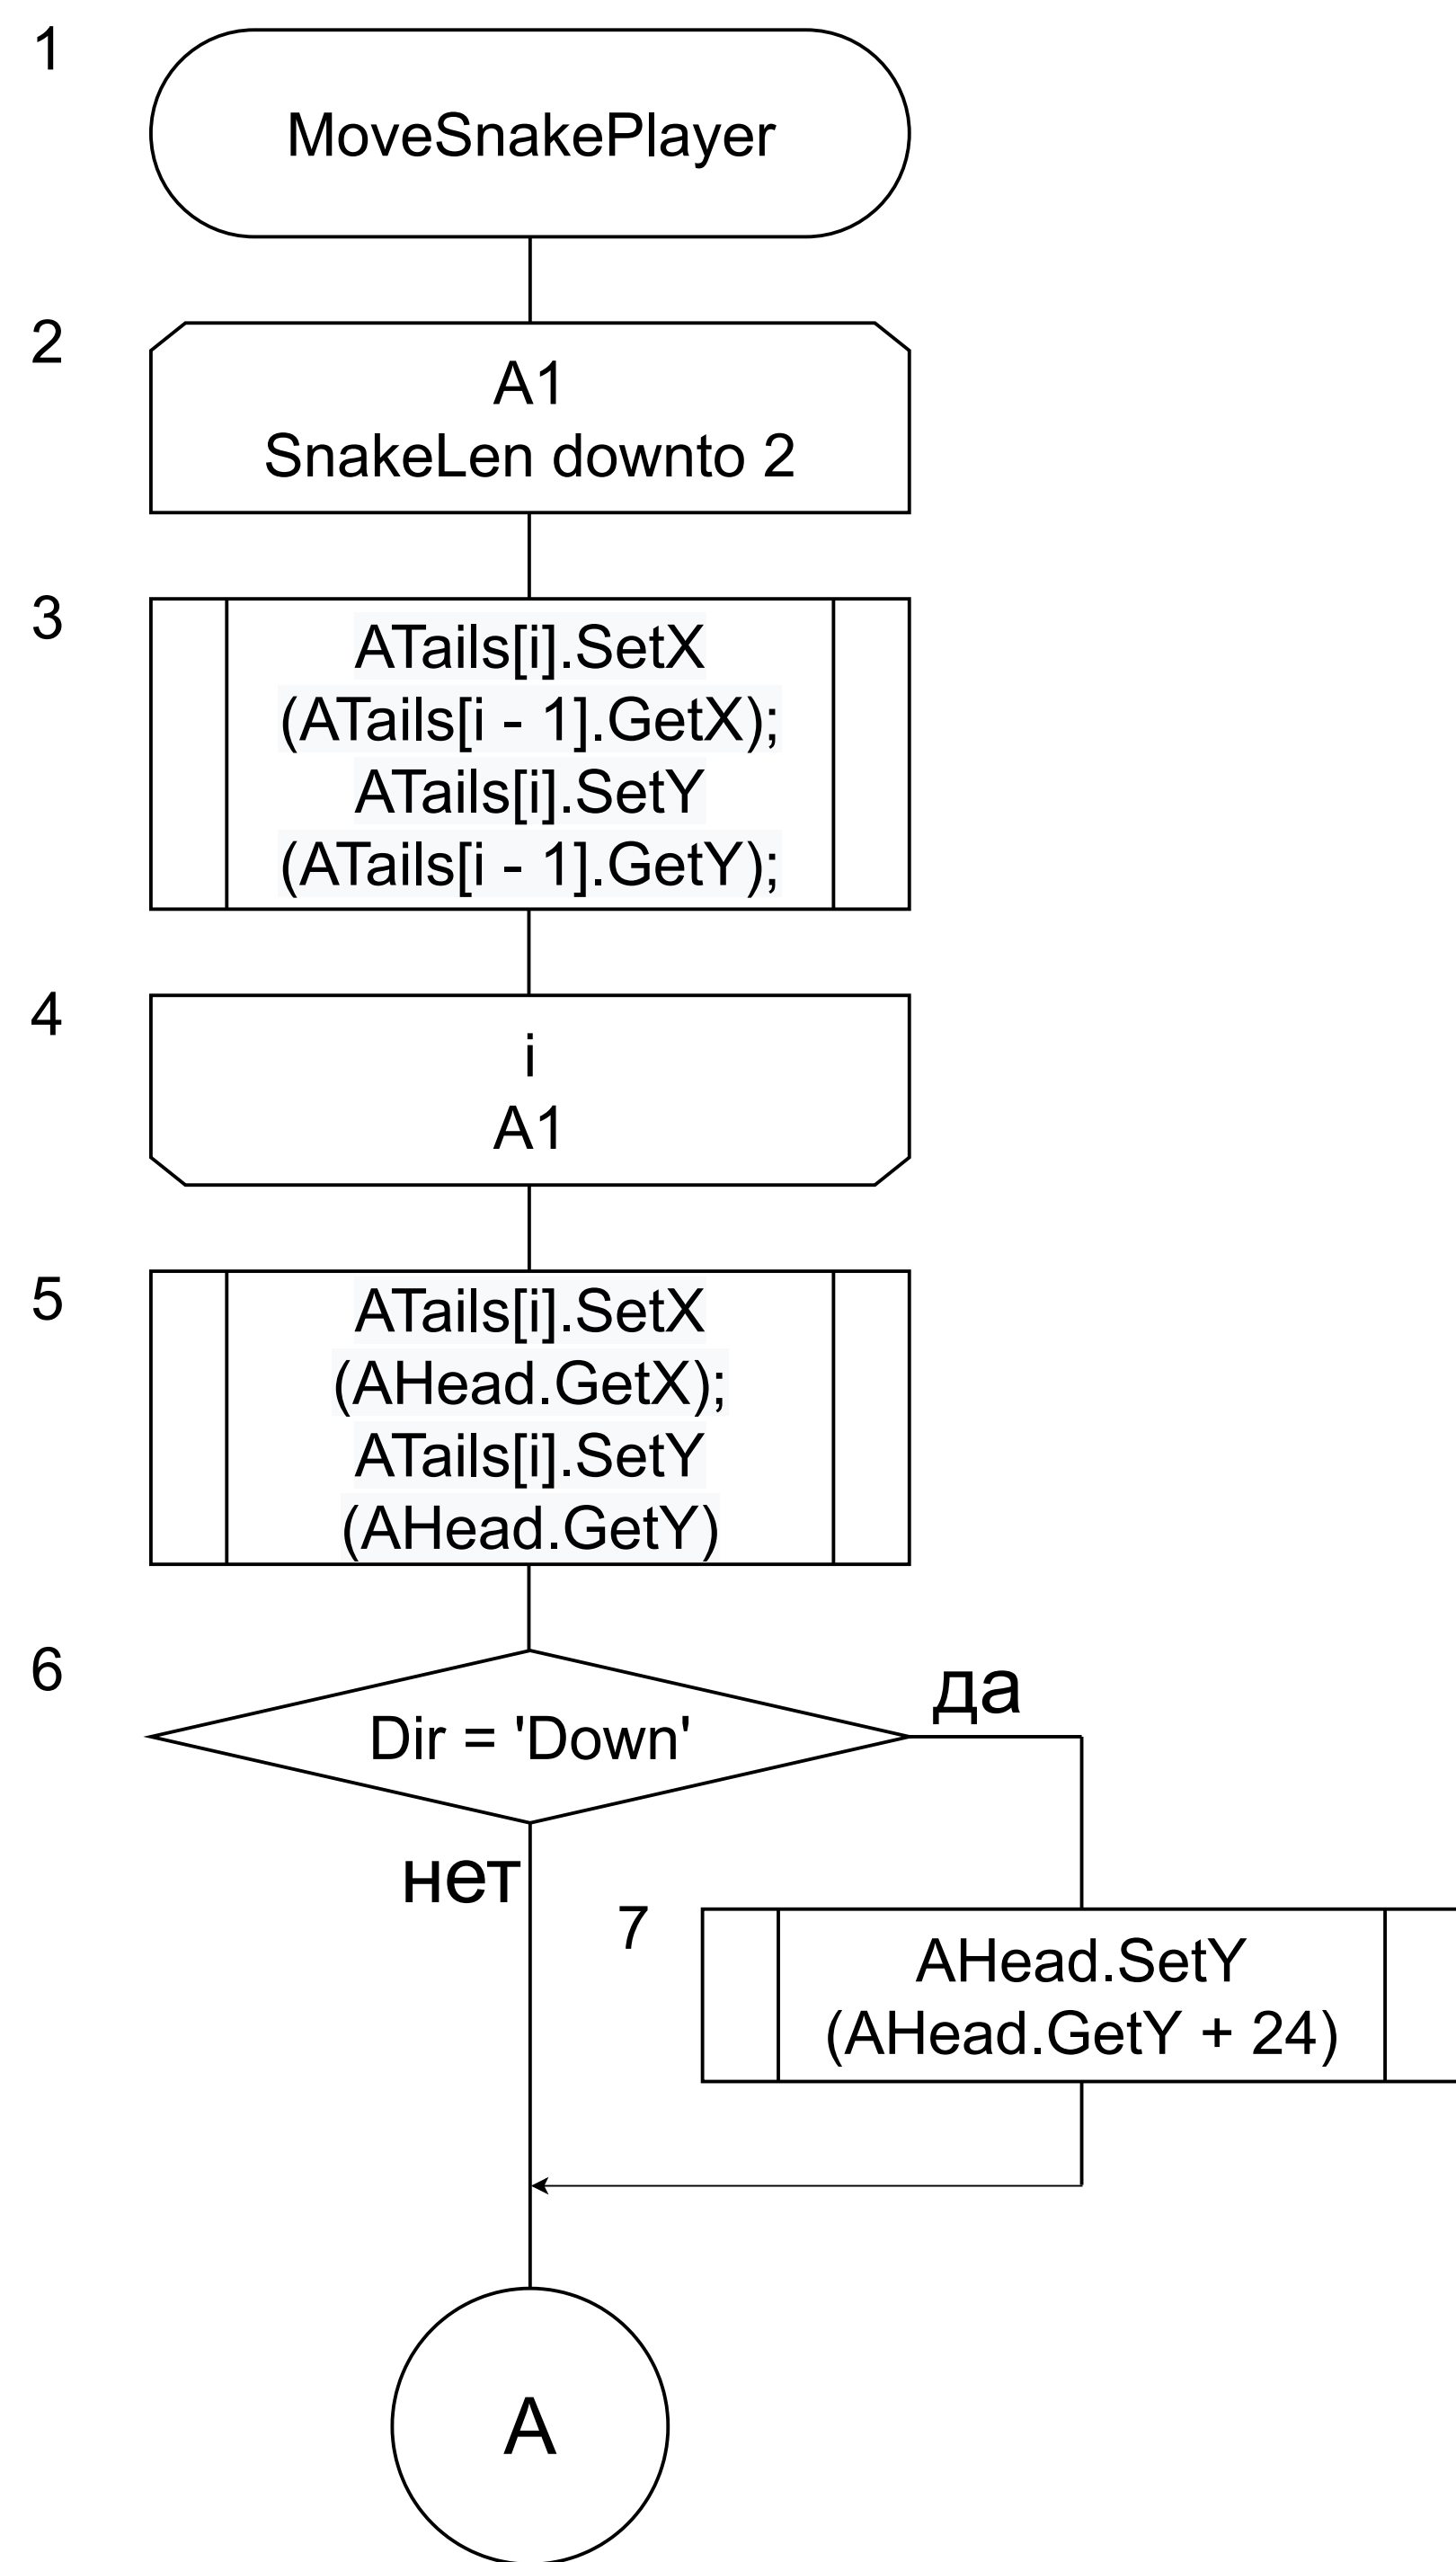 1
MoveSnakePlayer
2
A1
SnakeLen downto 2
3
ATails[i].SetX
(ATails[i - 1].GetX);
ATails[i].SetY
(ATails[i - 1].GetY);
4
i
A1
5
ATails[i].SetX
(AHead.GetX);
ATails[i].SetY
(AHead.GetY)
6
Dir = 'Down'
да
нет
7
AHead.SetY
(AHead.GetY + 24)
A